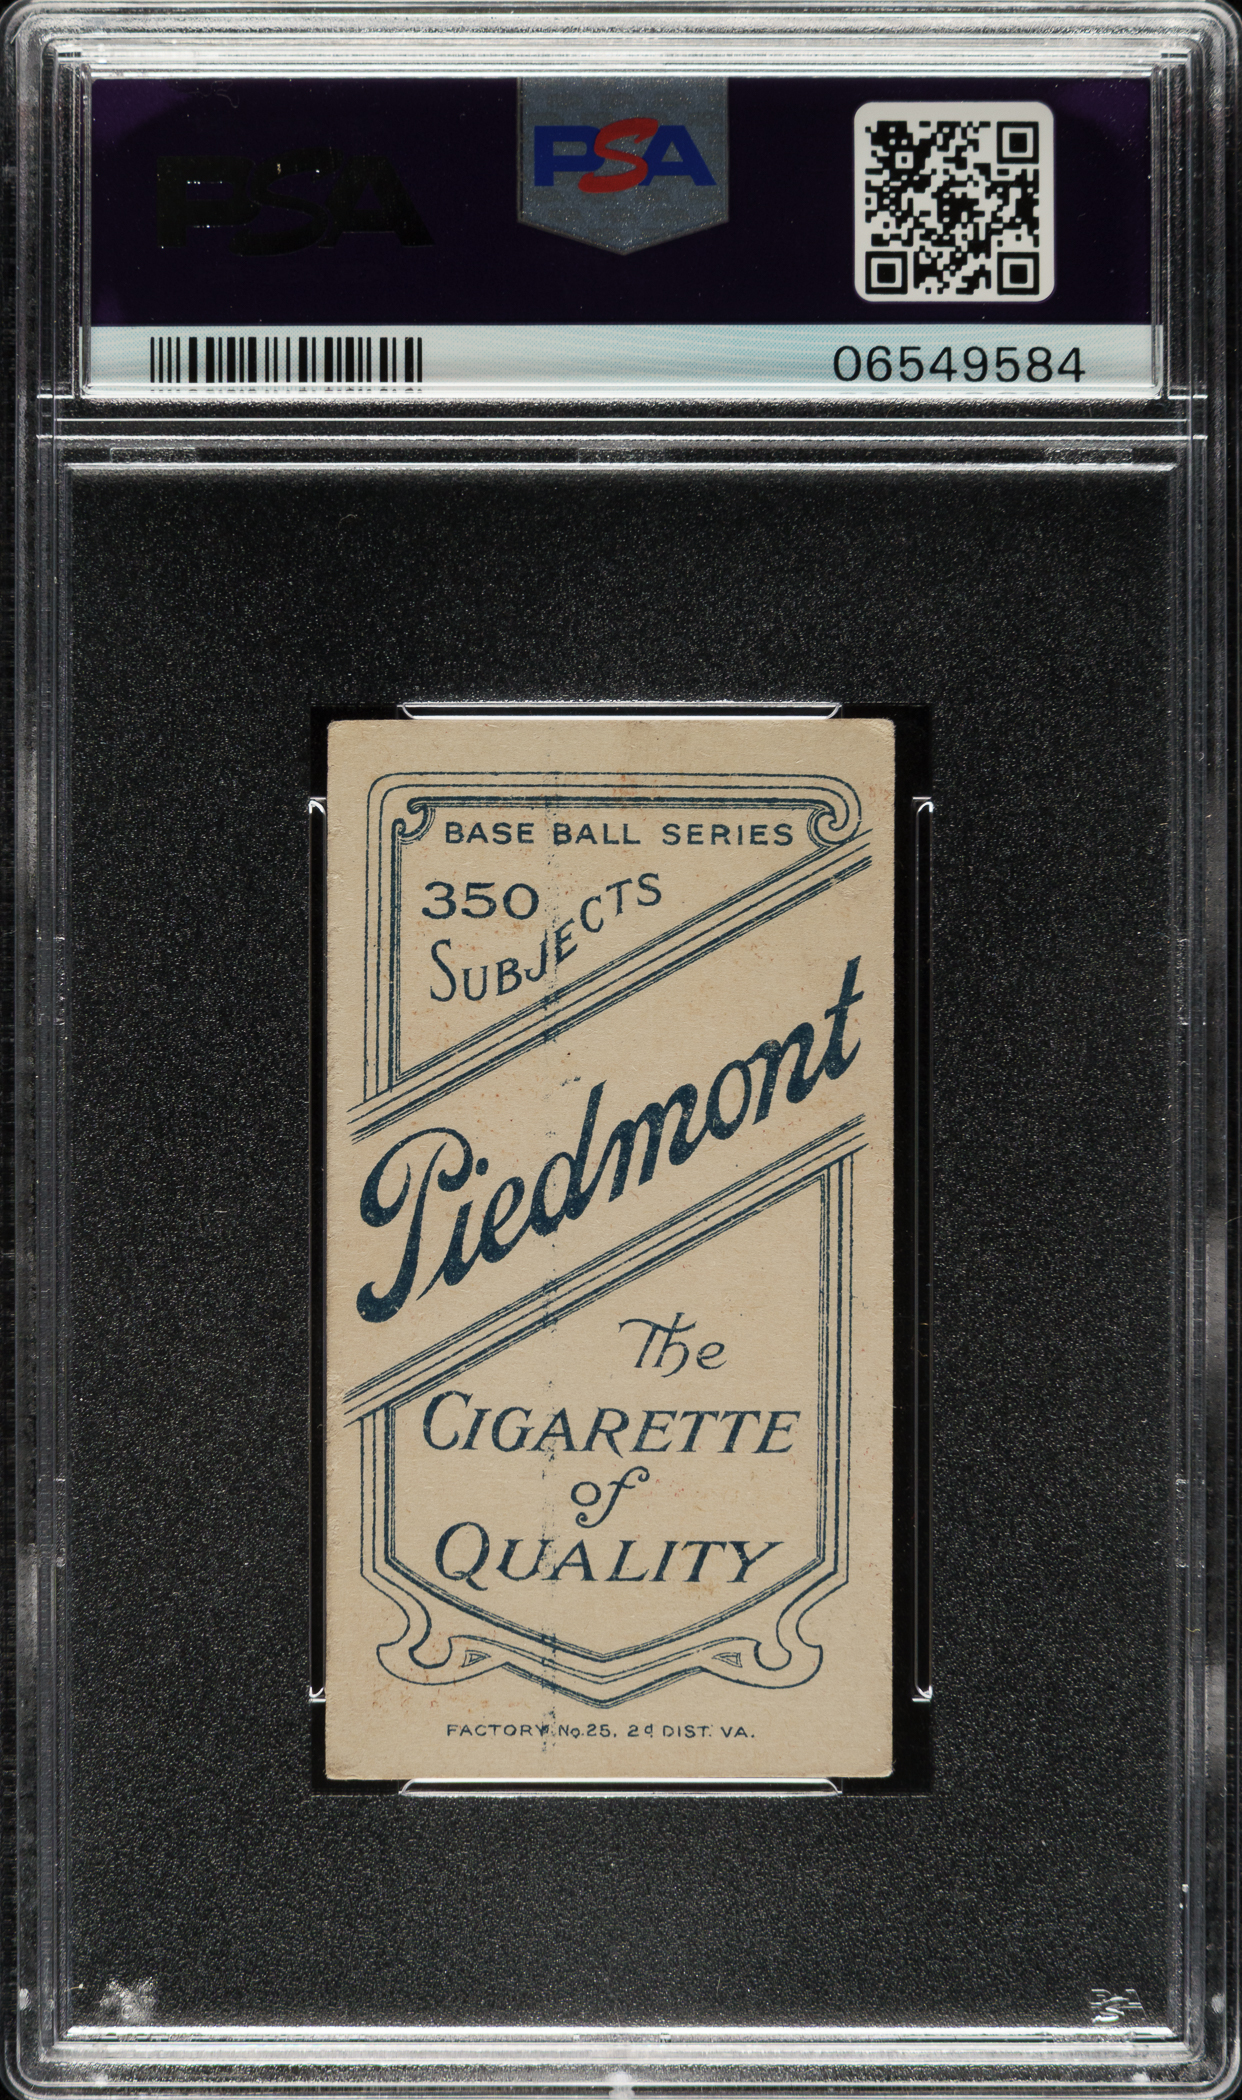 PSA
PSA
06549584
BASE BALL SERIES
350
SUBJECTS
Piedmont
The
CIGARETTE
of
QUALITY
FACTORY No. 25, 2d DIST. VA.
PSA